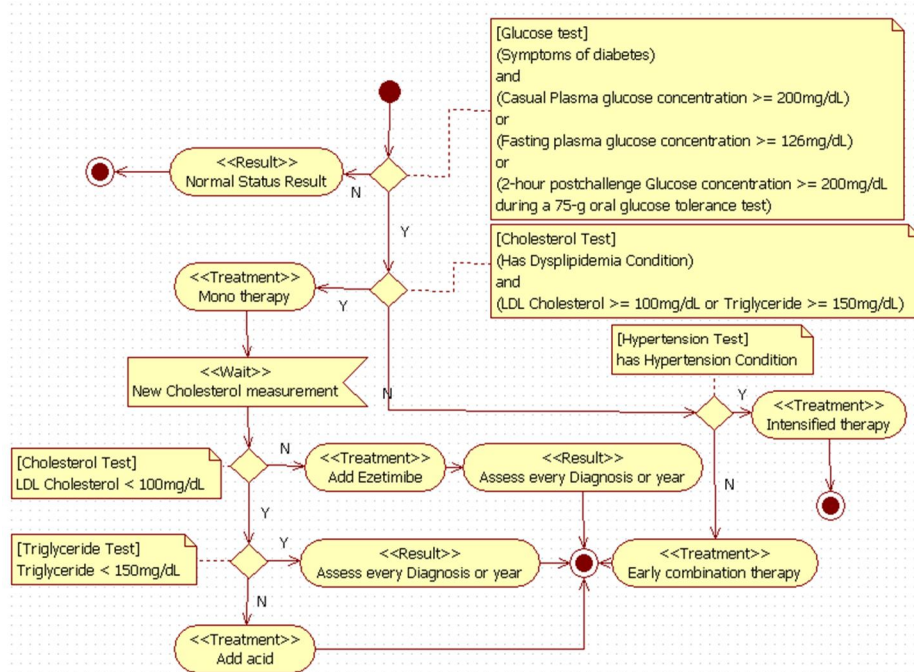 [Glucose test]
(Symptoms of diabetes)
and
(Casual Plasma glucose concentration >= 200mg/dL)
or
(Fasting plasma glucose concentration >= 126mg/dL)
or
(2-hour postchallenge Glucose concentration >= 200mg/dL
during a 75-g oral glucose tolerance test)
<<Result>>
Normal Status Result
N
Y
[Cholesterol Test]
(Has Dysplipidemia Condition)
and
(LDL Cholesterol >= 100mg/dL or Triglyceride >= 150mg/dL)
<<Treatment>>
Mono therapy
Y
N
[Hypertension Test]
has Hypertension Condition
<<Wait>>
New Cholesterol measurement
Y
<<Treatment>>
Intensified therapy
[Cholesterol Test]
LDL Cholesterol < 100mg/dL
N
<<Treatment>>
Add Ezetimibe
<<Result>>
Assess every Diagnosis or year
N
Y
[Triglyceride Test]
Triglyceride < 150mg/dL
Y
<<Result>>
Assess every Diagnosis or year
<<Treatment>>
Early combination therapy
N
<<Treatment>>
Add acid